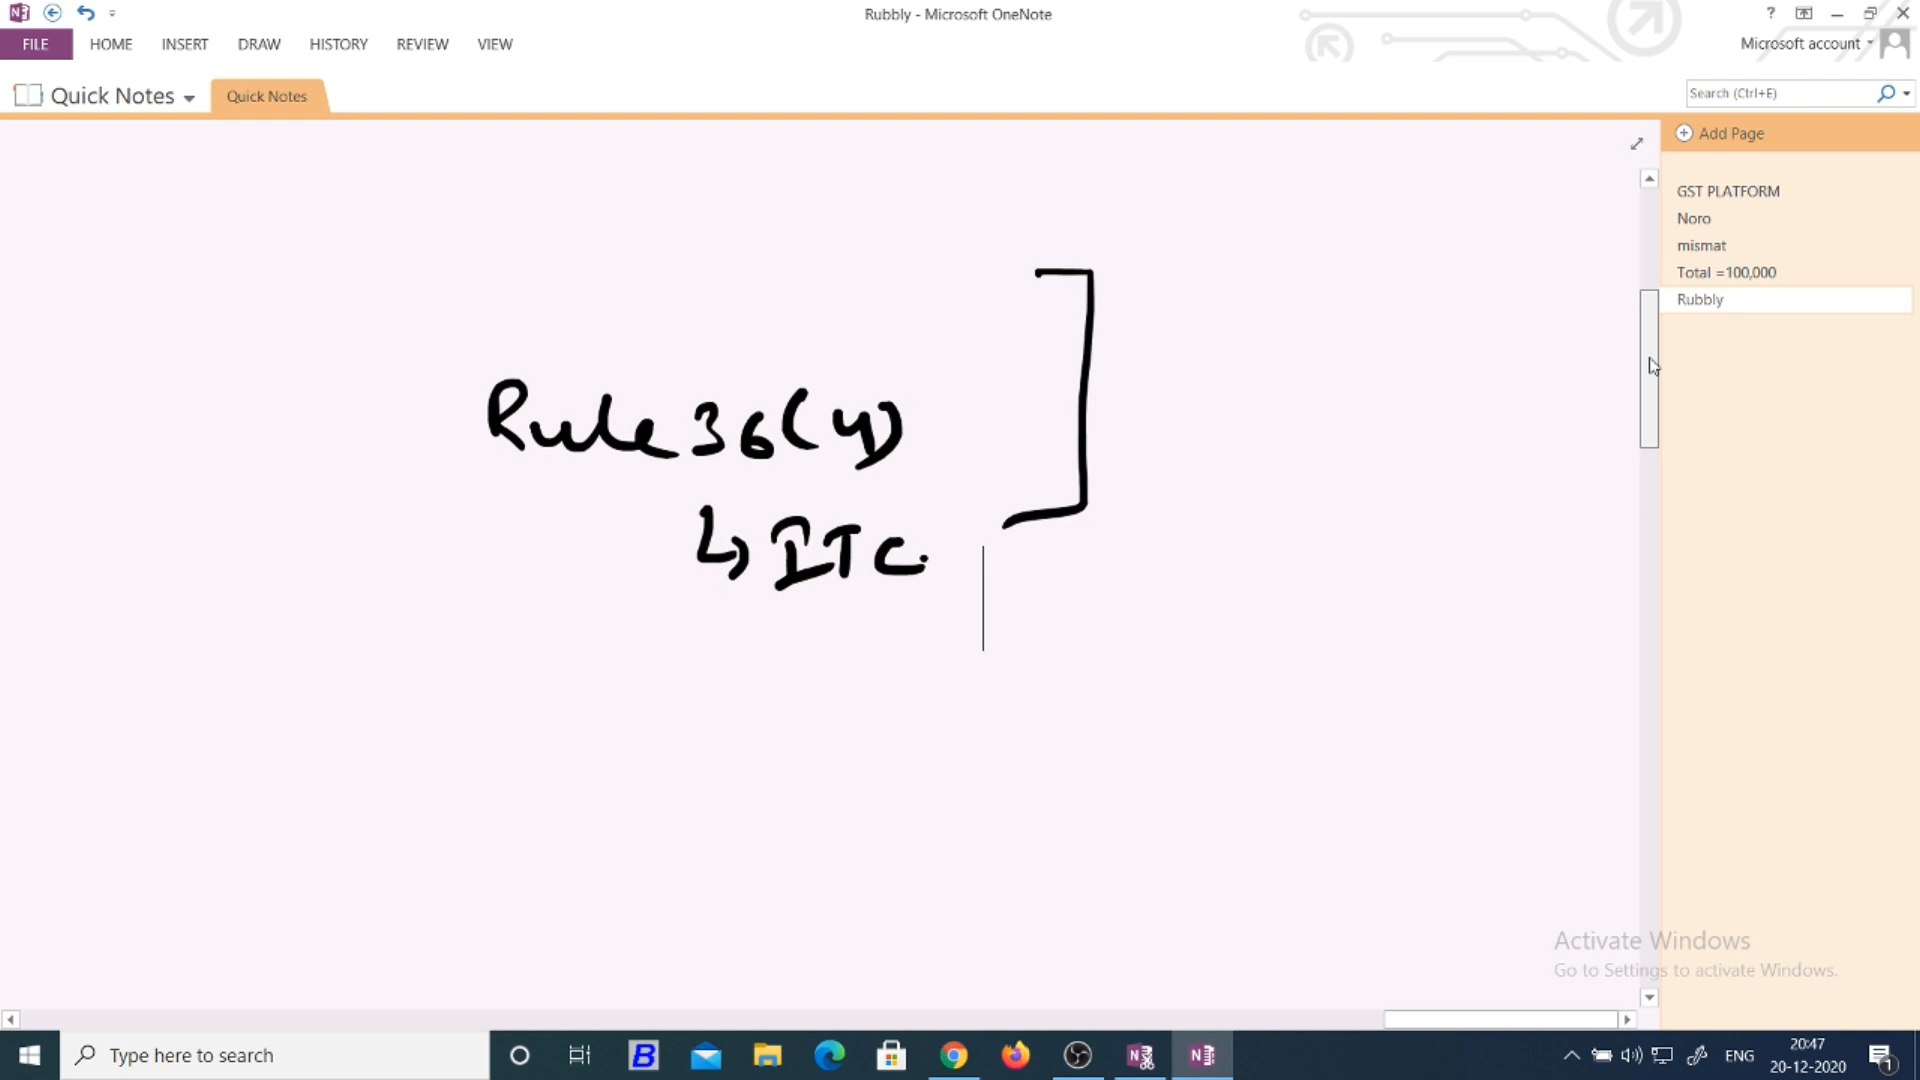 Rubbly - Microsoft OneNote
?
FILE HOME INSERT DRAW HISTORY REVIEW VIEW
Microsoft account
Quick Notes
Quick Notes
Search (Ctrl+E)
Add Page
GST PLATFORM
Noro
mismat
Total =100,000
Rubbly
Rule 36(4)
↳ ITC
Activate Windows
Go to Settings to activate Windows.
Type here to search
B
ENG
20:47
20-12-2020
1